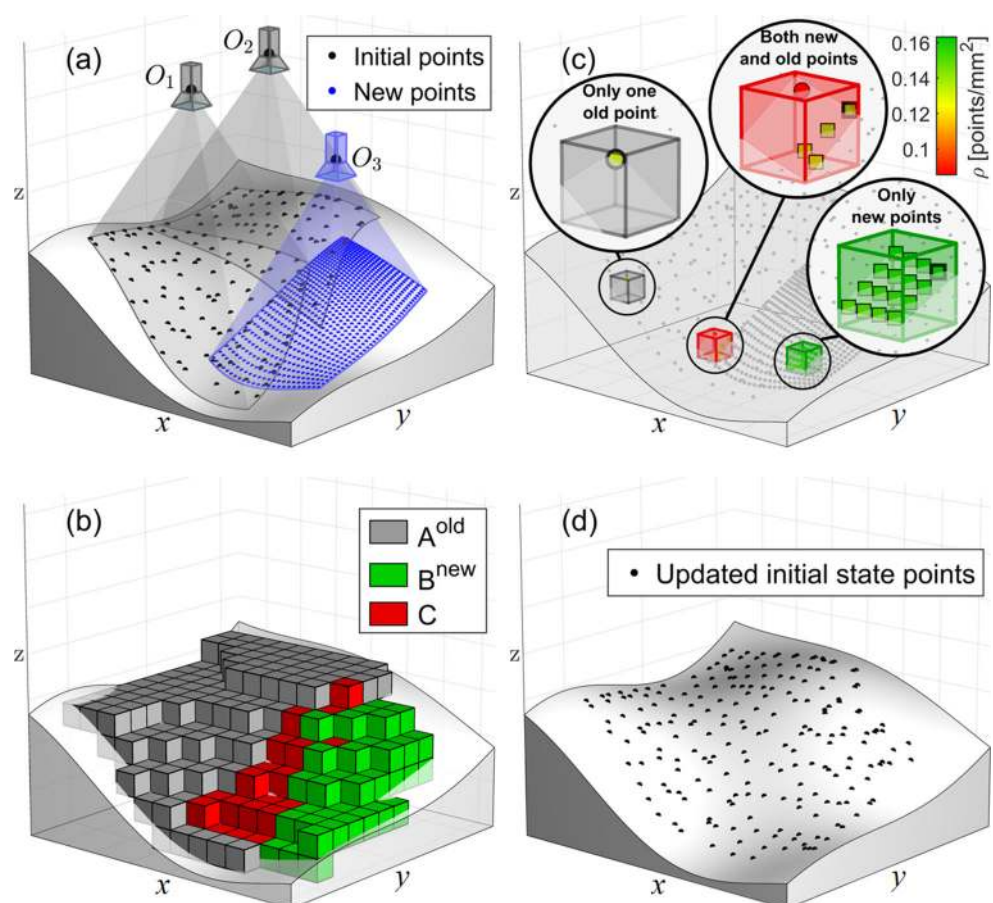 (a)
O₁
O₂
O₃
Initial points
New points
z
x
y
(c)
Only one
old point
Both new
and old points
Only
new points
0.16
0.14
0.12
0.1
ρ [points/mm²]
x
y
(b)
A^old
B^new
C
z
x
y
(d)
Updated initial state points
z
x
y